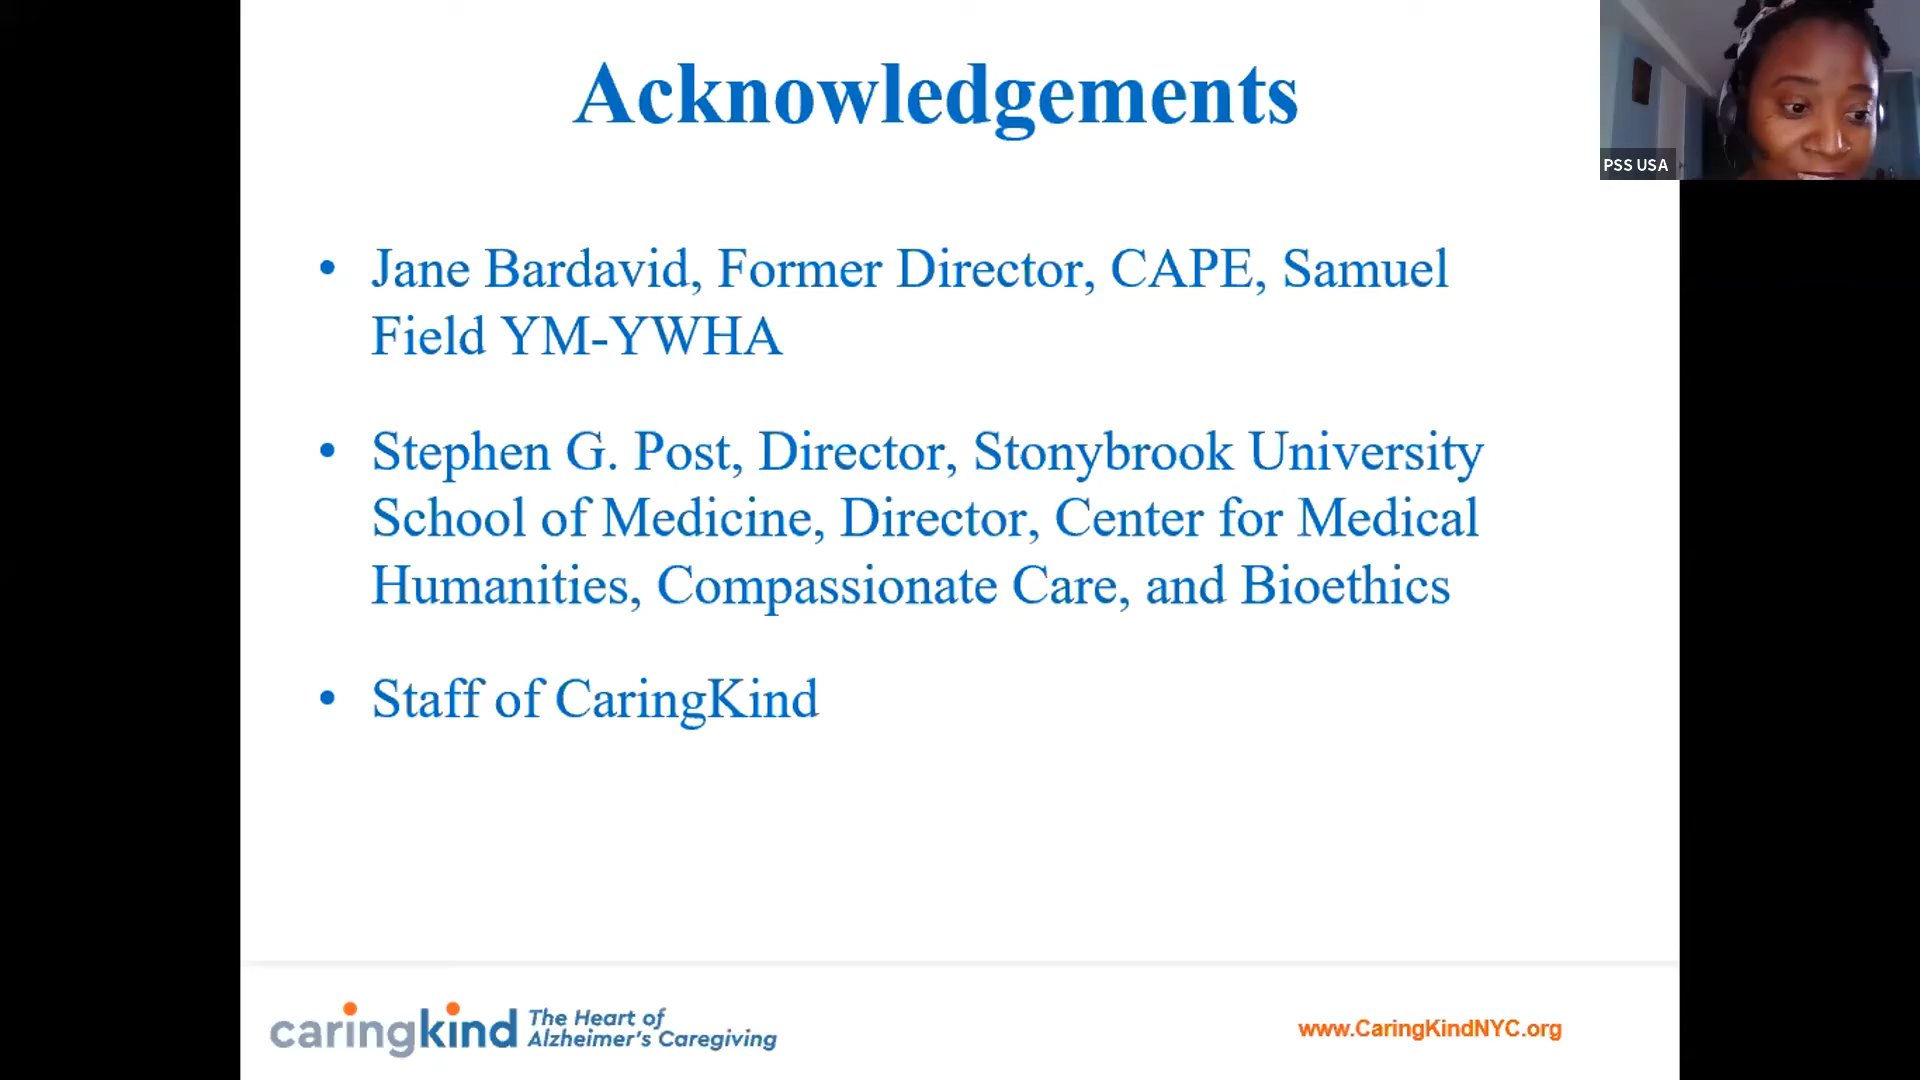 Acknowledgements
PSS USA
• Jane Bardavid, Former Director, CAPE, Samuel
Field YM-YWHA
• Stephen G. Post, Director, Stonybrook University
School of Medicine, Director, Center for Medical
Humanities, Compassionate Care, and Bioethics
• Staff of CaringKind
caringkind
The Heart of
Alzheimer's Caregiving
www.CaringKindNYC.org